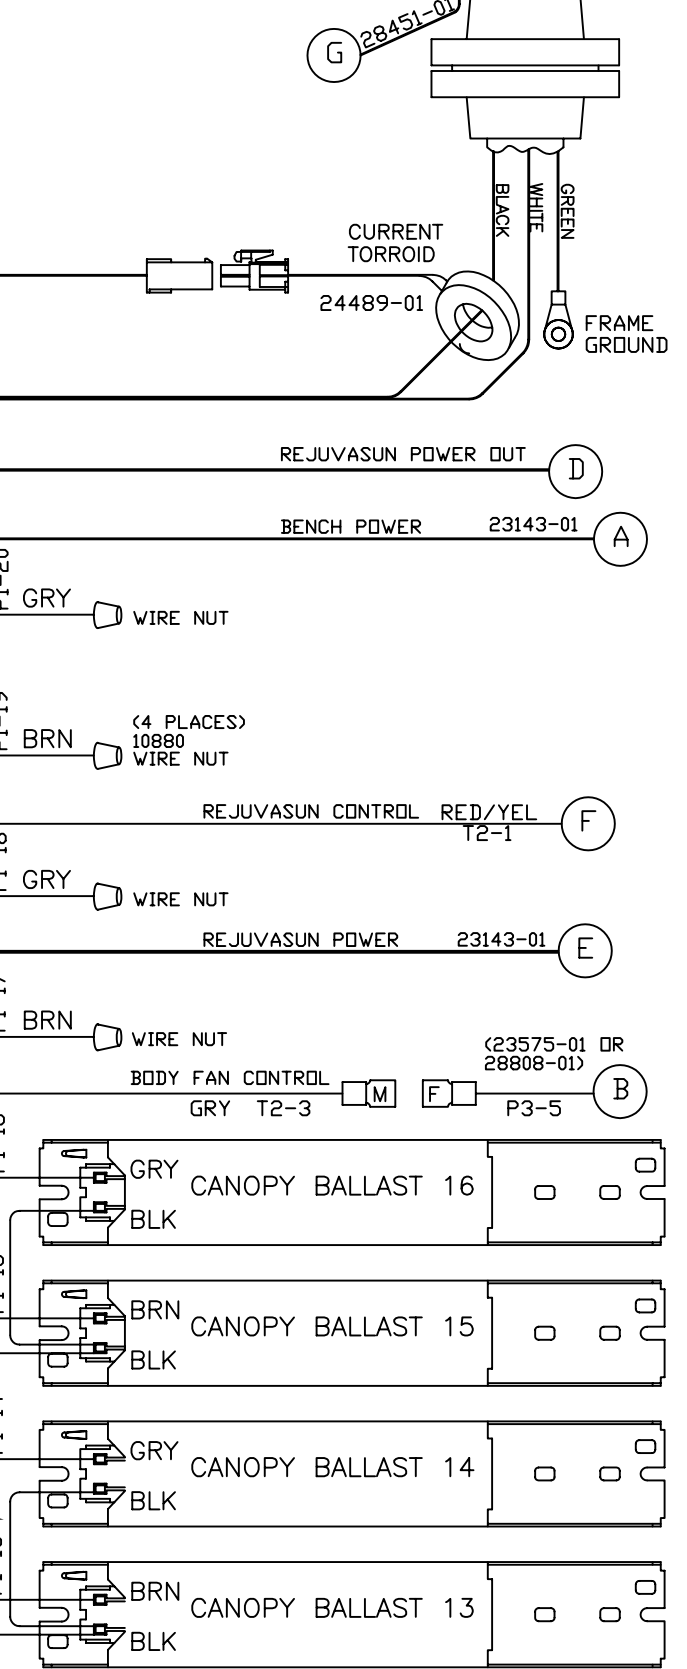 28451-01
G
BLACK
WHITE
GREEN
CURRENT
TORROID
24489-01
FRAME
GROUND
REJUVASUN POWER OUT
D
BENCH POWER 23143-01
A
P1-20
GRY
WIRE NUT
P1-19
BRN
(4 PLACES)
10880
WIRE NUT
REJUVASUN CONTROL RED/YEL
T2-1
F
GRY
WIRE NUT
REJUVASUN POWER 23143-01
E
BRN
WIRE NUT
(23575-01 OR
28808-01)
BODY FAN CONTROL
GRY T2-3
M
F
P3-5
B
GRY
CANOPY BALLAST 16
BLK
BRN
CANOPY BALLAST 15
BLK
GRY
CANOPY BALLAST 14
BLK
BRN
CANOPY BALLAST 13
BLK